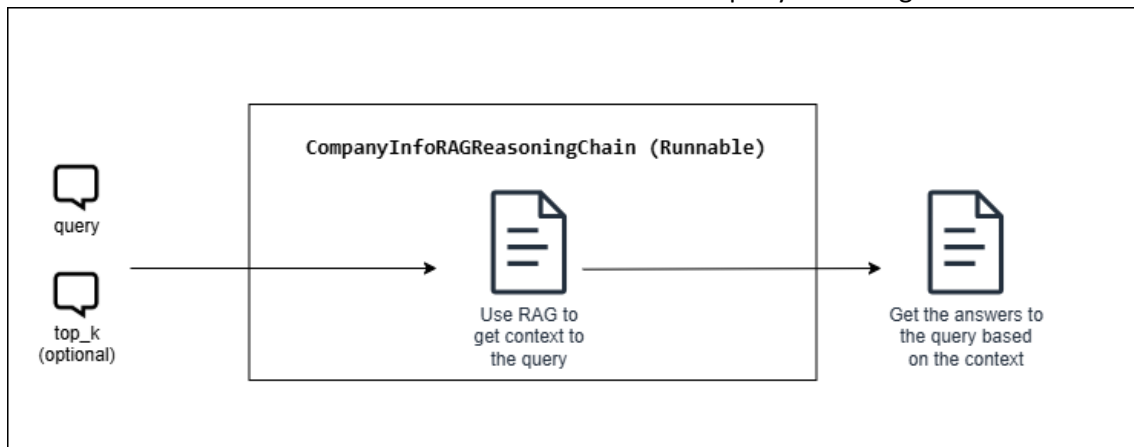 CompanyInfoRAGReasoningChain (Runnable)
query
top_k
(optional)
Use RAG to
get context to
the query
Get the answers to
the query based
on the context